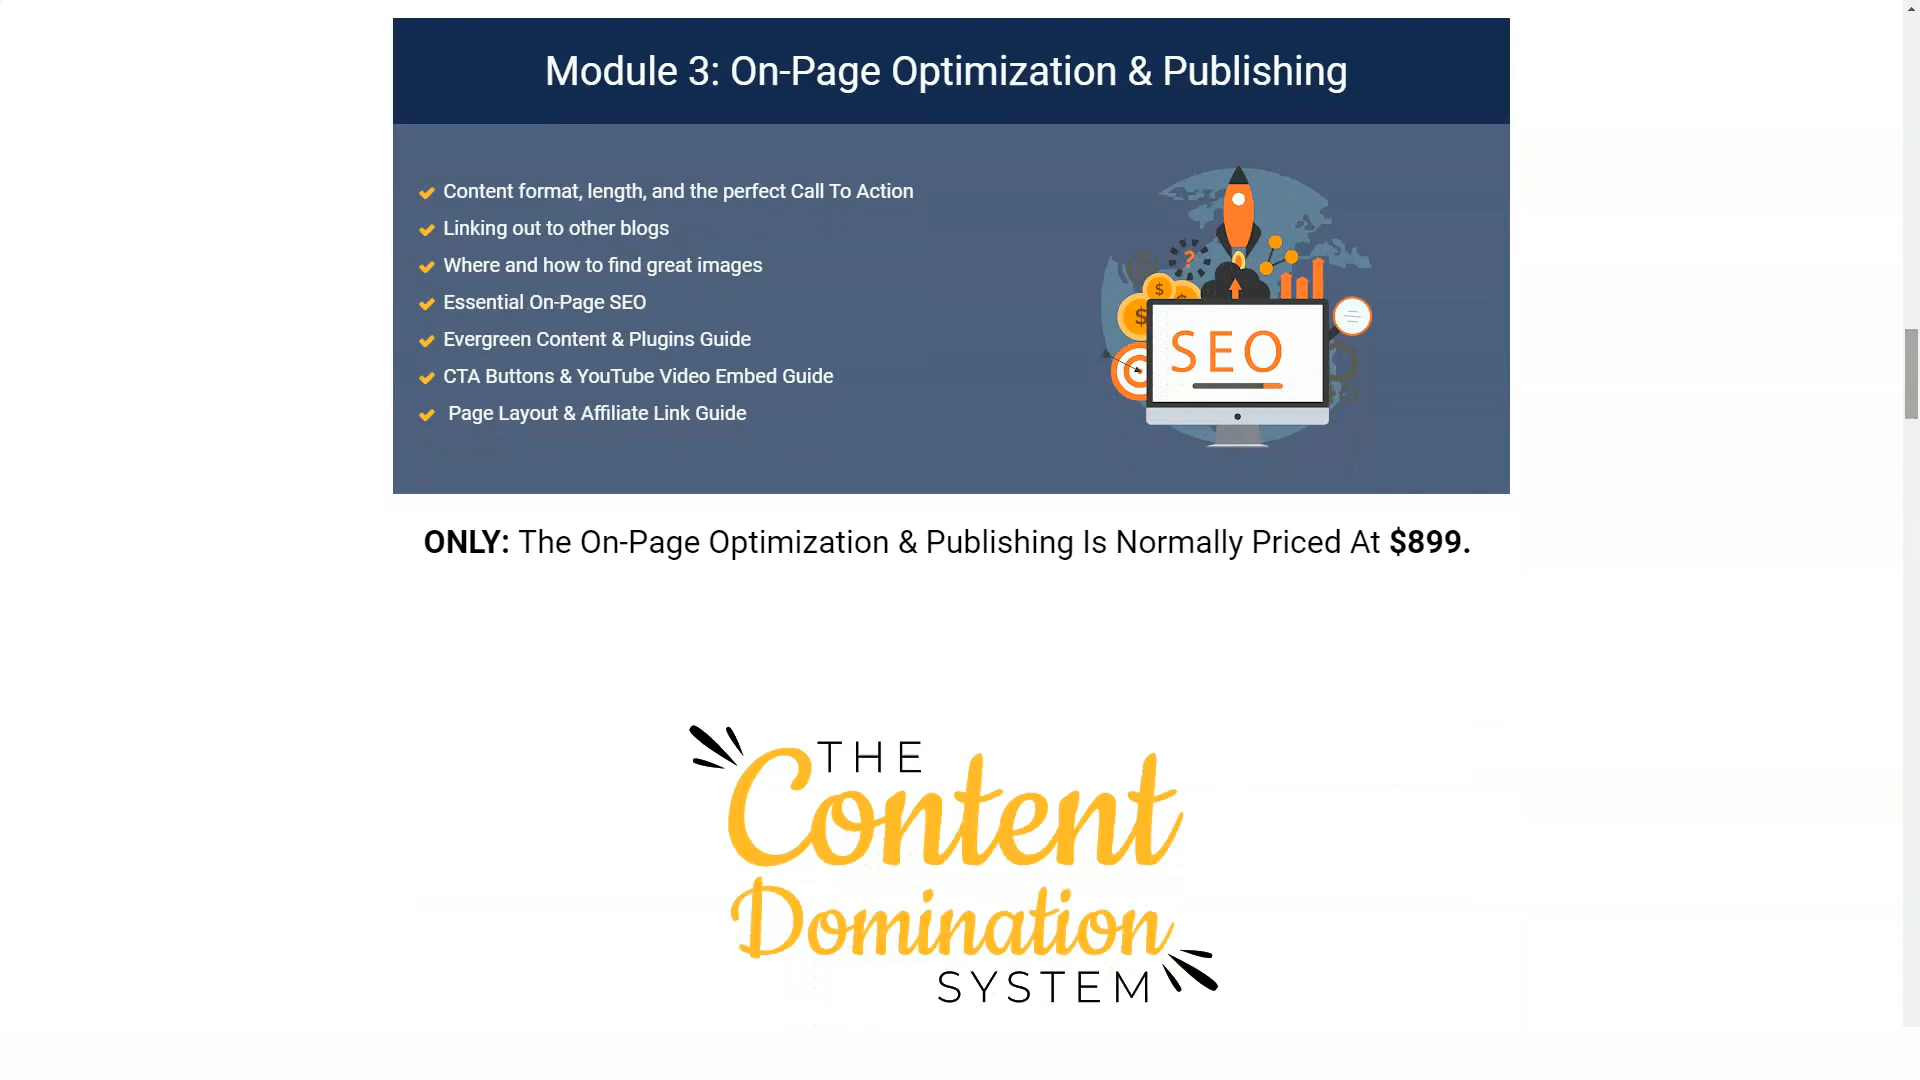 Module 3: On-Page Optimization & Publishing
Content format, length, and the perfect Call To Action
Linking out to other blogs
Where and how to find great images
Essential On-Page SEO
Evergreen Content & Plugins Guide
CTA Buttons & YouTube Video Embed Guide
Page Layout & Affiliate Link Guide
?
$
$
SEO
ONLY: The On-Page Optimization & Publishing Is Normally Priced At $899.
THE
Content
Domination
SYSTEM